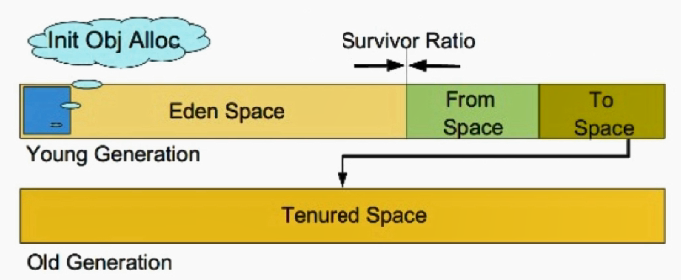 Init Obj Alloc
Survivor Ratio
Eden Space
From
Space
To
Space
Young Generation
Tenured Space
Old Generation